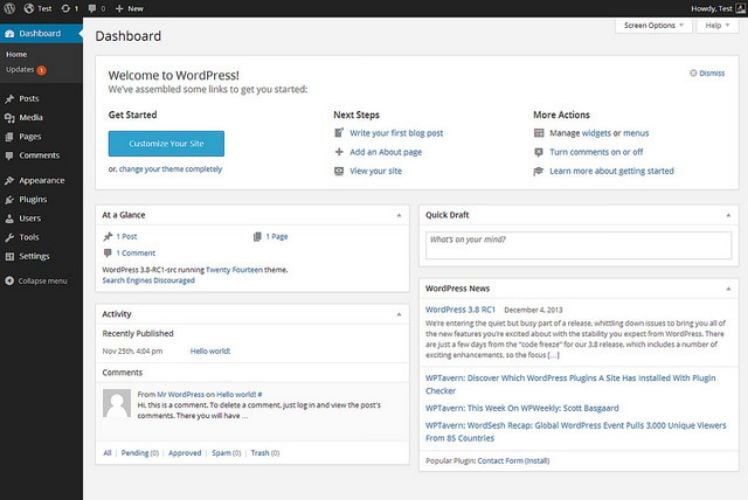 Test 1 0 + New Howdy, Test
Screen Options Help
Dashboard
Home
Updates 1
Posts
Media
Pages
Comments
Appearance
Plugins
Users
Tools
Settings
Collapse menu
Dashboard
Welcome to WordPress!
We've assembled some links to get you started:
Dismiss
Get Started
Customize Your Site
or, change your theme completely
Next Steps
Write your first blog post
Add an About page
View your site
More Actions
Manage widgets or menus
Turn comments on or off
Learn more about getting started
At a Glance
1 Post
1 Page
1 Comment
WordPress 3.8-RC1-src running Twenty Fourteen theme.
Search Engines Discouraged
Activity
Recently Published
Nov 25th, 4:04 pm Hello world!
Comments
From Mr WordPress on Hello world! #
Hi, this is a comment. To delete a comment, just log in and view the post's
comments. There you will have ...
All | Pending (0) | Approved | Spam (0) | Trash (0)
Quick Draft
What's on your mind?
WordPress News
WordPress 3.8 RC1 December 4, 2013
We're entering the quiet but busy part of a release, whittling down issues to bring you all of
the new features you're excited about with the stability you expect from WordPress. There
are just a few days from the "code freeze" for our 3.8 release, which includes a number of
exciting enhancements, so the focus [...]
WPTavern: Discover Which WordPress Plugins A Site Has Installed With Plugin
Checker
WPTavern: This Week On WPWeekly: Scott Basgaard
WPTavern: WordSesh Recap: Global WordPress Event Pulls 3,000 Unique Viewers
From 85 Countries
Popular Plugin: Contact Form (Install)